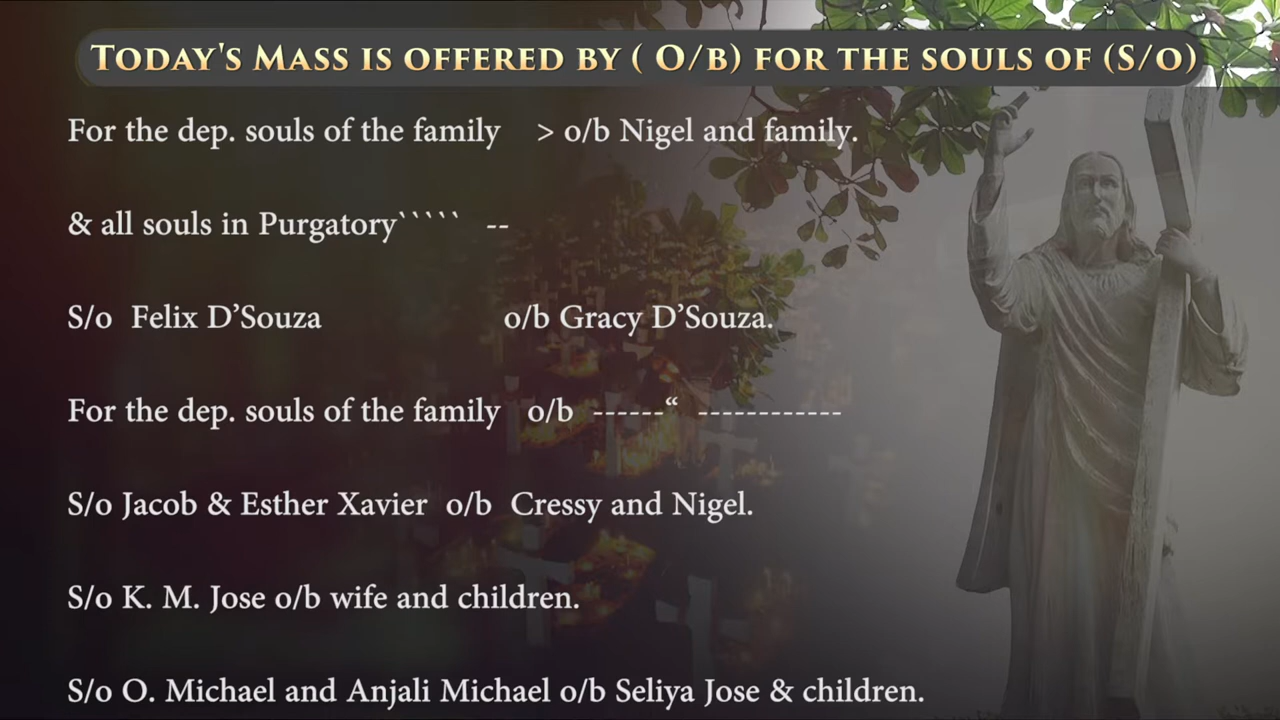 TODAY'S MASS IS OFFERED BY ( O/B) FOR THE SOULS OF (S/O)
For the dep. souls of the family > o/b Nigel and family.
& all souls in Purgatory````` --
S/o Felix D’Souza o/b Gracy D’Souza.
For the dep. souls of the family o/b ------“ ------------
S/o Jacob & Esther Xavier o/b Cressy and Nigel.
S/o K. M. Jose o/b wife and children.
S/o O. Michael and Anjali Michael o/b Seliya Jose & children.